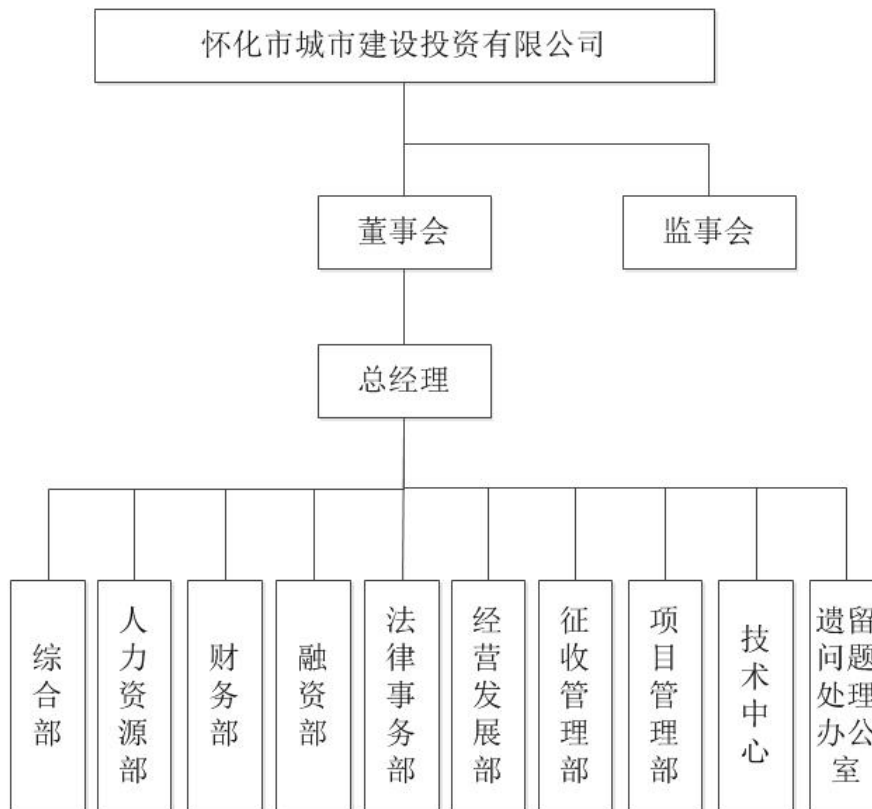 怀化市城市建设投资有限公司
董事会
监事会
总经理
综合部
人力资源部
财务部
融资部
法律事务部
经营发展部
征收管理部
项目管理部
技术中心
遗留问题处理办公室